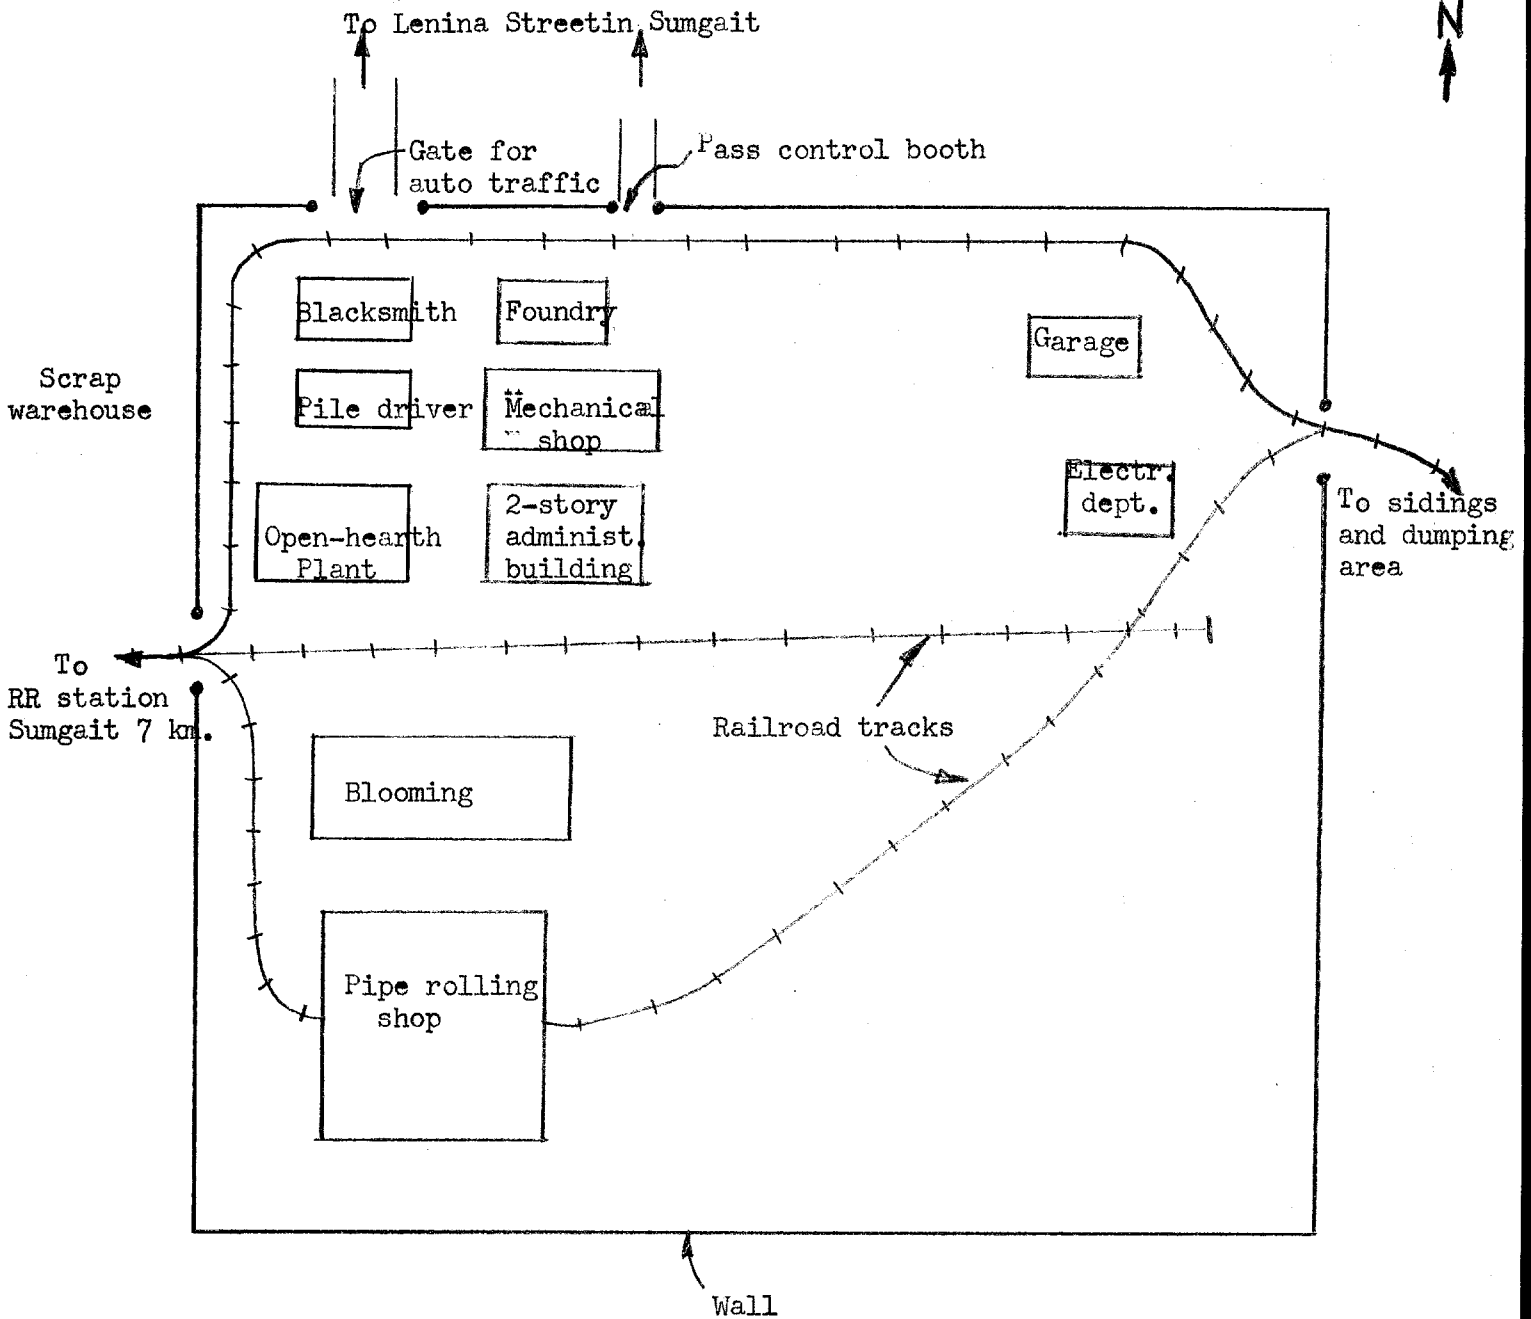 To Lenina Streetin Sumgait
N
Gate for
auto traffic
Pass control booth
Blacksmith
Foundry
Garage
Scrap
warehouse
Pile driver
Mechanical
shop
Electr.
dept.
2-story
administ.
building
Open-hearth
Plant
To sidings
and dumping
area
To
RR station
Sumgait 7 km.
Railroad tracks
Blooming
Pipe rolling
shop
Wall